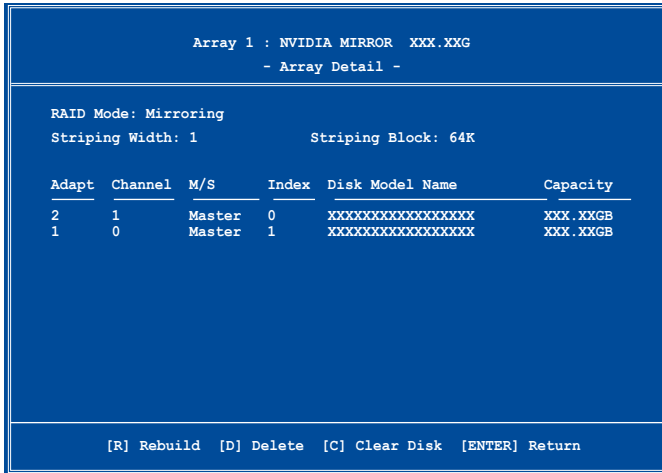 Array 1 : NVIDIA MIRROR XXX.XXG
- Array Detail -
RAID Mode: Mirroring
Striping Width: 1 Striping Block: 64K
Adapt Channel M/S Index Disk Model Name Capacity
2 1 Master 0 XXXXXXXXXXXXXXXXX XXX.XXGB
1 0 Master 1 XXXXXXXXXXXXXXXXX XXX.XXGB
[R] Rebuild [D] Delete [C] Clear Disk [ENTER] Return